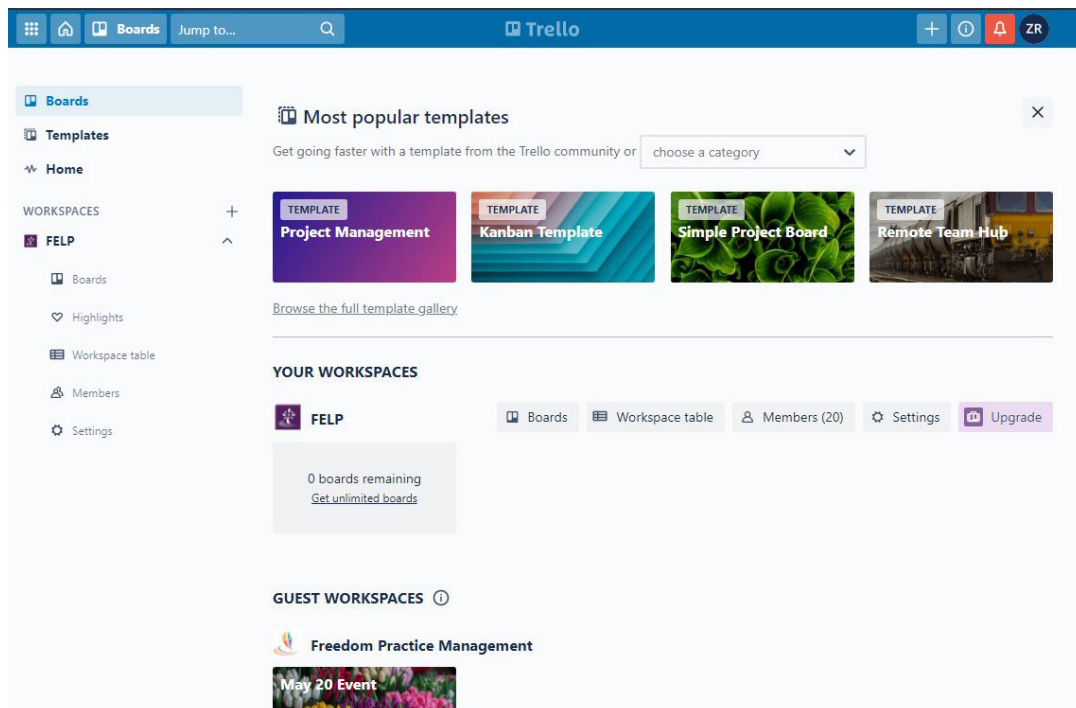 Boards Jump to... Trello ZR
Boards
Templates
Home
WORKSPACES
FELP
Boards
Highlights
Workspace table
Members
Settings
Most popular templates
Get going faster with a template from the Trello community or choose a category
TEMPLATE TEMPLATE TEMPLATE TEMPLATE
Project Management Kanban Template Simple Project Board Remote Team Hub
Browse the full template gallery
YOUR WORKSPACES
FELP Boards Workspace table Members (20) Settings Upgrade
0 boards remaining
Get unlimited boards
GUEST WORKSPACES
Freedom Practice Management
May 20 Event